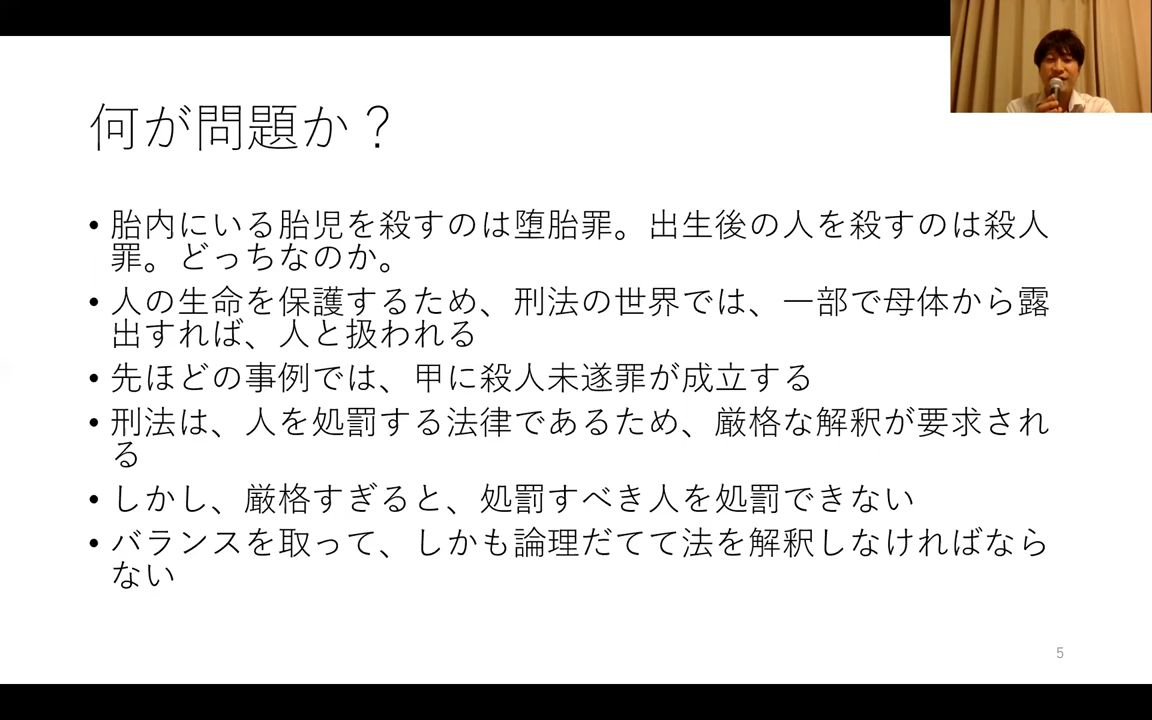 何が問題か？
• 胎内にいる胎児を殺すのは堕胎罪。出生後の人を殺すのは殺人
罪。どっちなのか。
• 人の生命を保護するため、刑法の世界では、一部で母体から露
出すれば、人と扱われる
• 先ほどの事例では、甲に殺人未遂罪が成立する
• 刑法は、人を処罰する法律であるため、厳格な解釈が要求され
る
• しかし、厳格すぎると、処罰すべき人を処罰できない
• バランスを取って、しかも論理だてて法を解釈しなければなら
ない
5